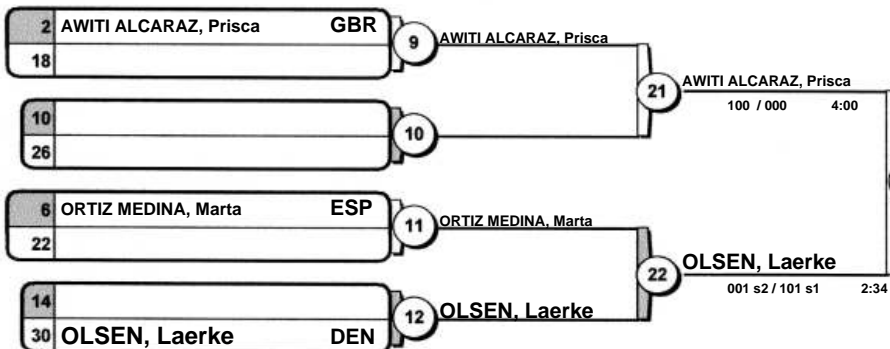 2 AWITI ALCARAZ, Prisca GBR
18
9 AWITI ALCARAZ, Prisca
10
26
10
21 AWITI ALCARAZ, Prisca
100 / 000 4:00
6 ORTIZ MEDINA, Marta ESP
22
11 ORTIZ MEDINA, Marta
14
30 OLSEN, Laerke DEN
12 OLSEN, Laerke
22 OLSEN, Laerke
001 s2 / 101 s1 2:34